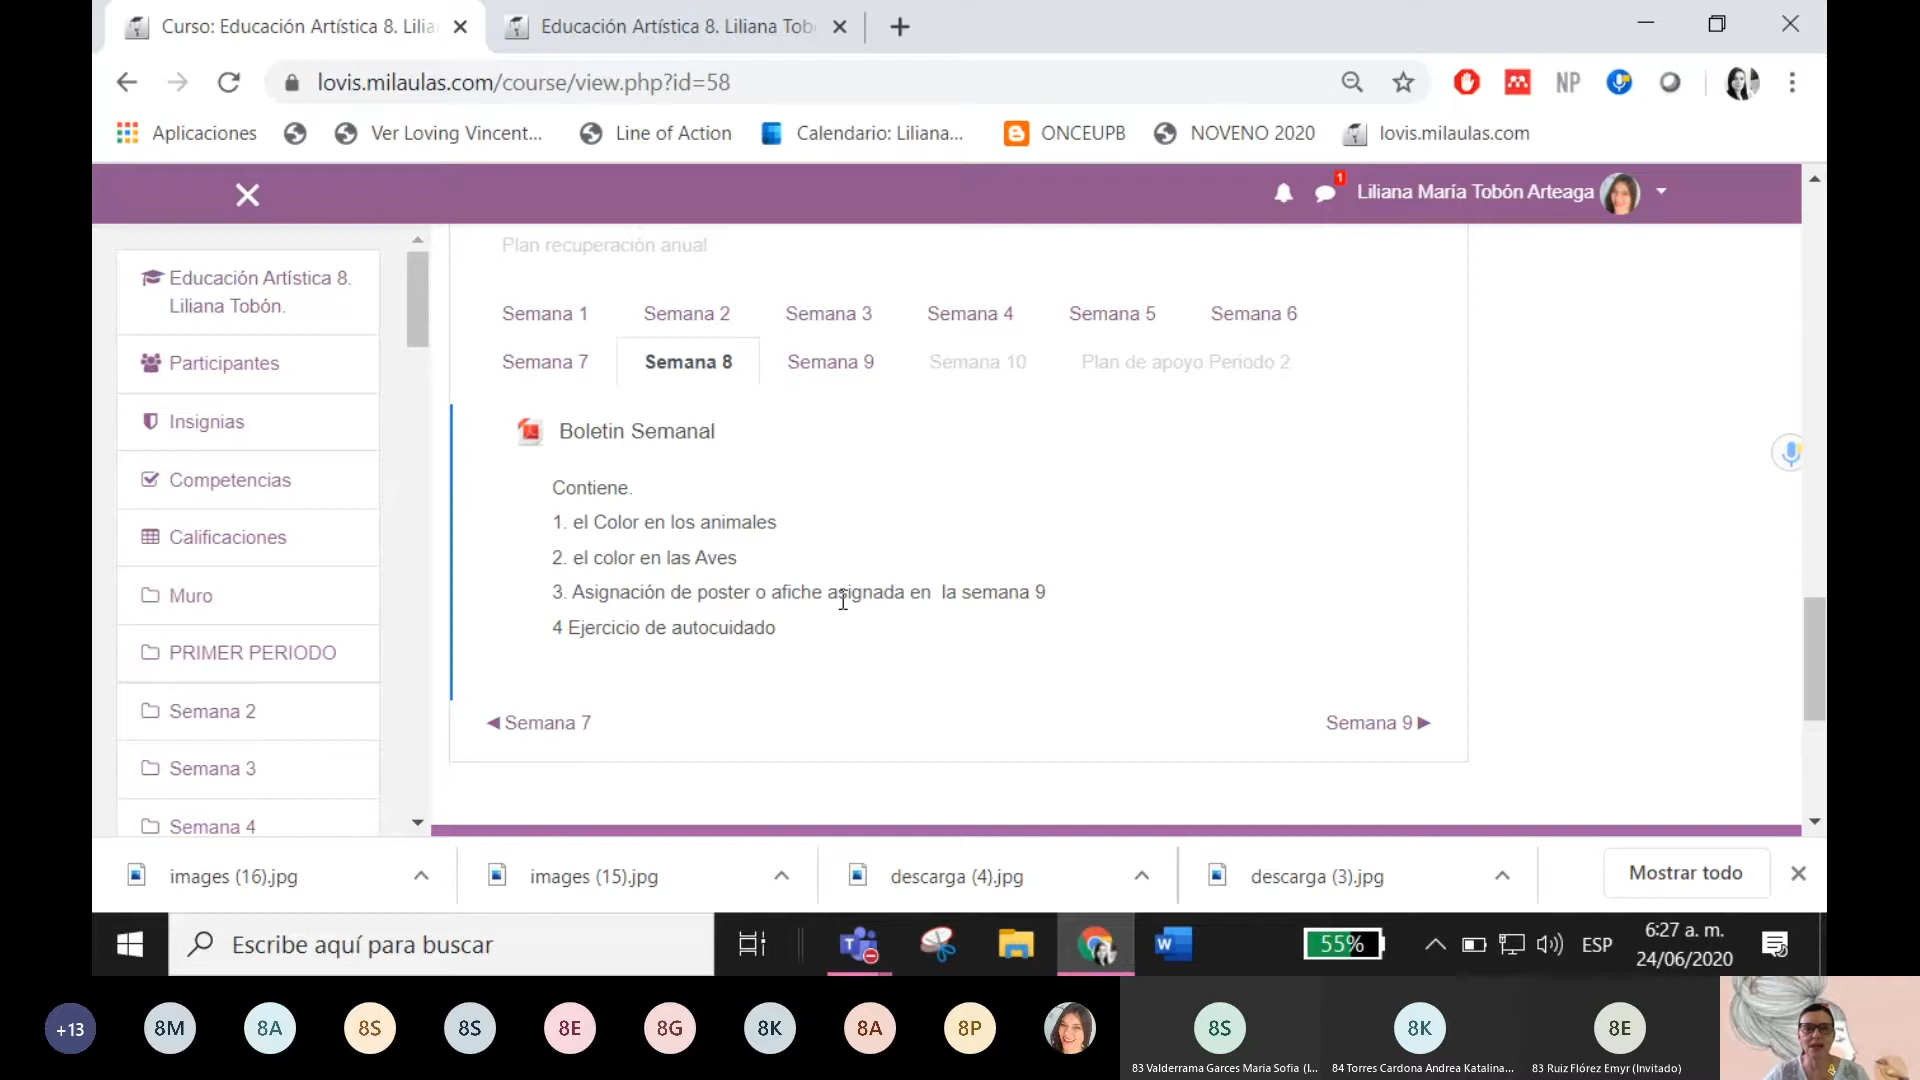 Curso: Educación Artística 8. Lilia
Educación Artística 8. Liliana Tob
lovis.milaulas.com/course/view.php?id=58
NP
Aplicaciones
Ver Loving Vincent...
Line of Action
Calendario: Liliana...
ONCEUPB
NOVENO 2020
lovis.milaulas.com
1
Liliana María Tobón Arteaga
Educación Artística 8.
Liliana Tobón.
Participantes
Insignias
Competencias
Calificaciones
Muro
PRIMER PERIODO
Semana 2
Semana 3
Semana 4
Plan recuperación anual
Semana 1 Semana 2 Semana 3 Semana 4 Semana 5 Semana 6
Semana 7 Semana 8 Semana 9 Semana 10 Plan de apoyo Periodo 2
Boletin Semanal
Contiene.
1. el Color en los animales
2. el color en las Aves
3. Asignación de poster o afiche asignada en la semana 9
4 Ejercicio de autocuidado
Semana 7
Semana 9
images (16).jpg
images (15).jpg
descarga (4).jpg
descarga (3).jpg
Mostrar todo
Escribe aquí para buscar
T
W
55%
ESP
6:27 a. m.
24/06/2020
+13
8M
8A
8S
8S
8E
8G
8K
8A
8P
8S
8K
8E
83 Valderrama Garces Maria Sofia (I...
84 Torres Cardona Andrea Katalina...
83 Ruiz Flórez Emyr (Invitado)